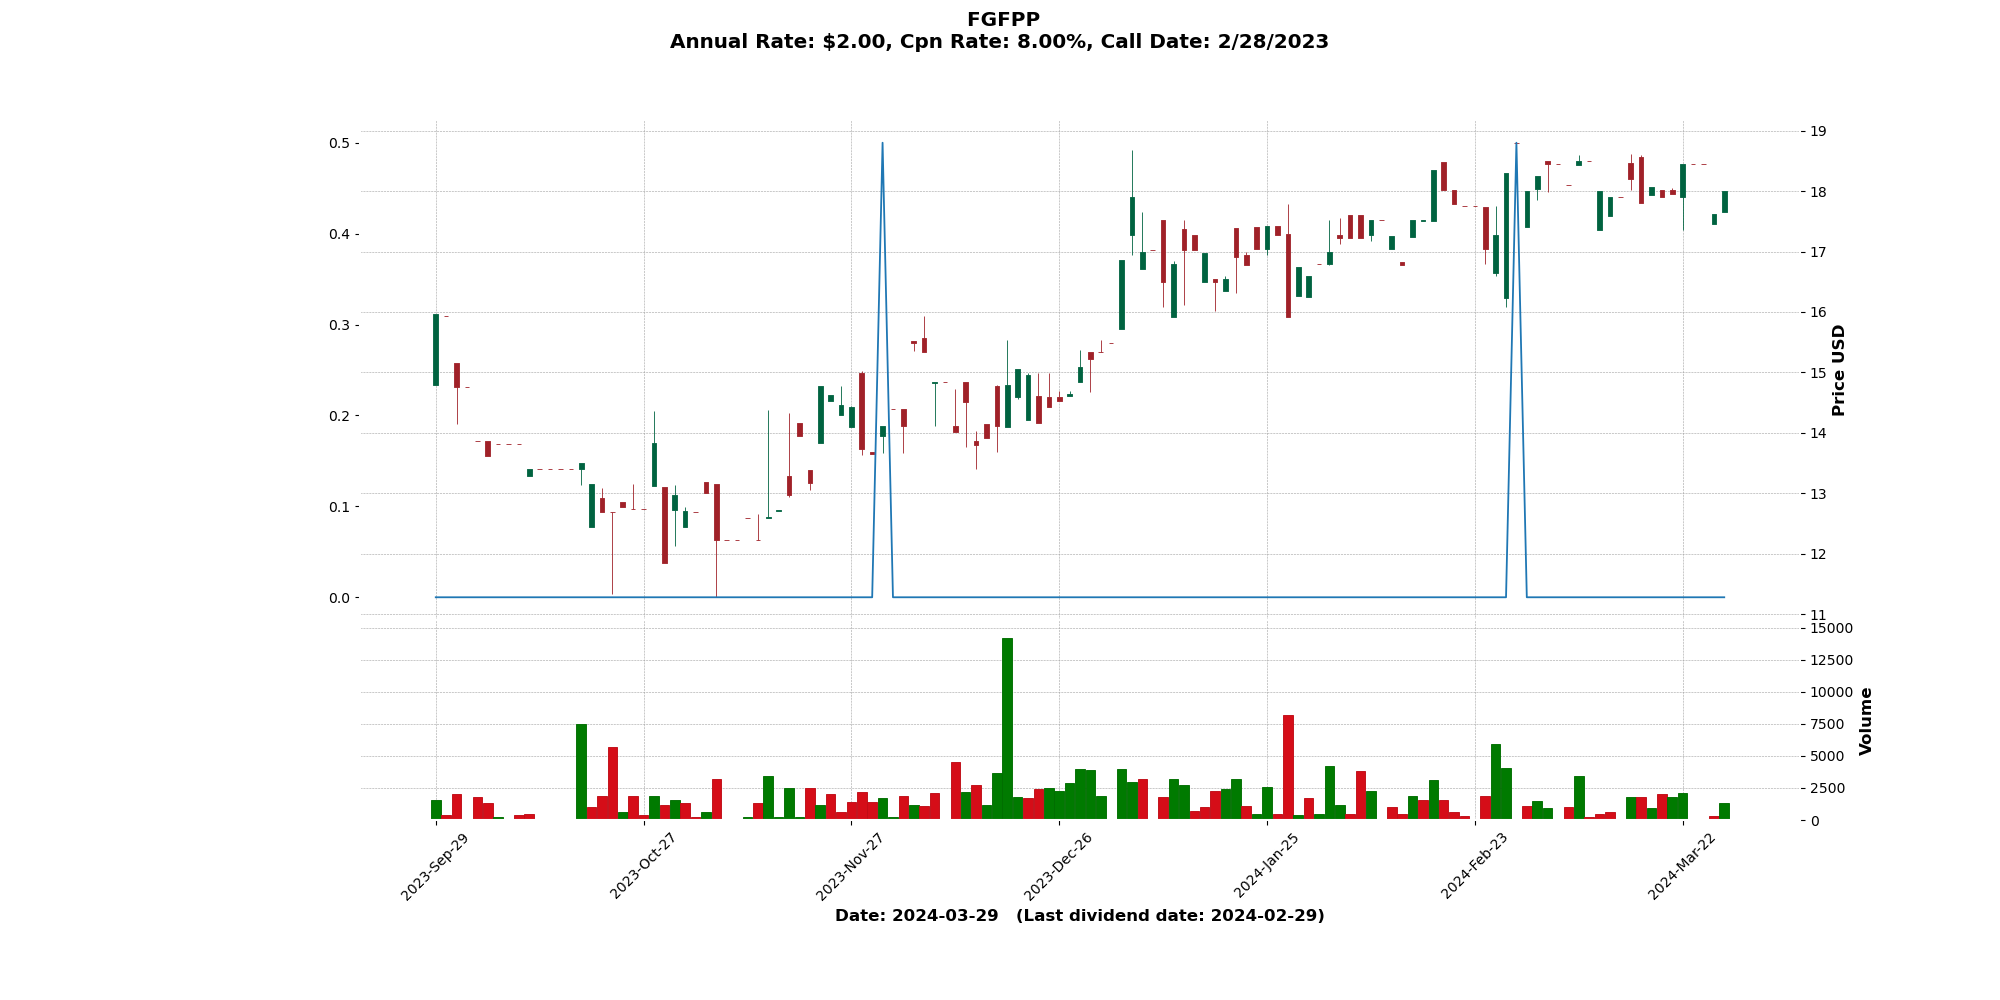 FGFPP
Annual Rate: $2.00, Cpn Rate: 8.00%, Call Date: 2/28/2023
0.5
0.4
0.3
0.2
0.1
0.0
19
18
17
16
15
14
13
12
11
Price USD
15000
12500
10000
7500
5000
2500
0
Volume
2023-Sep-29
2023-Oct-27
2023-Nov-27
2023-Dec-26
2024-Jan-25
2024-Feb-23
2024-Mar-22
Date: 2024-03-29 (Last dividend date: 2024-02-29)